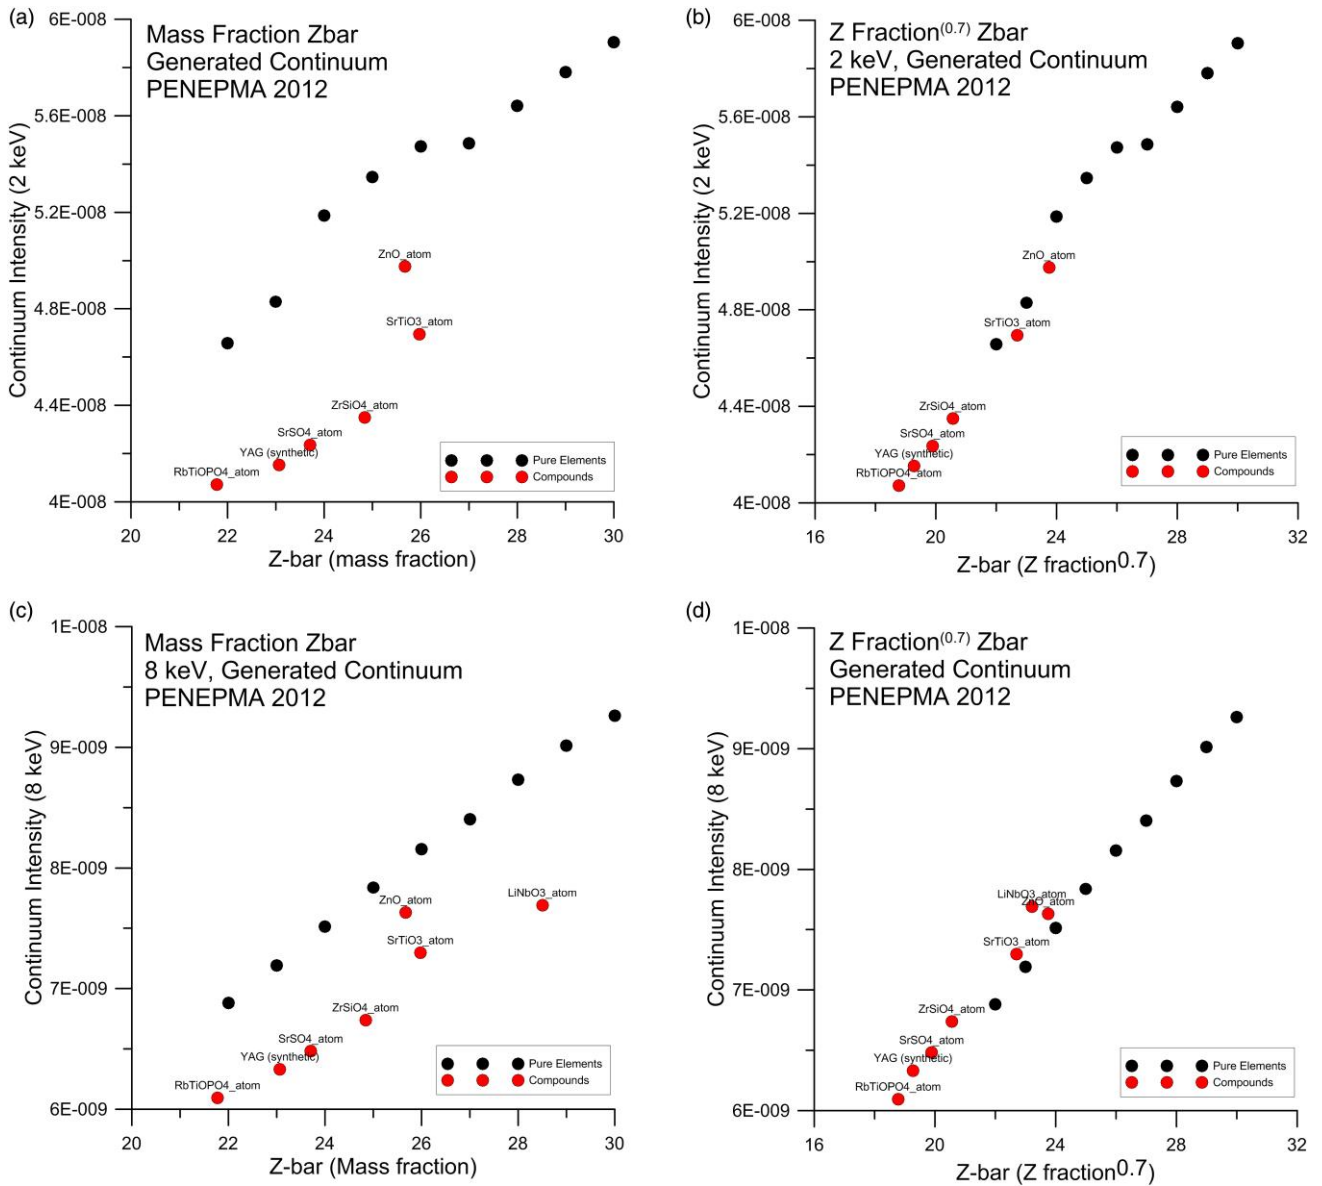 (a)
Mass Fraction Zbar
Generated Continuum
PENEPMA 2012
Continuum Intensity (2 keV)
6E-008
5.6E-008
5.2E-008
4.8E-008
4.4E-008
4E-008
ZnO_atom
SrTiO3_atom
ZrSiO4_atom
SrSO4_atom
YAG (synthetic)
RbTiOPO4_atom
Pure Elements
Compounds
20 22 24 26 28 30
Z-bar (mass fraction)
(b)
Z Fraction(0.7) Zbar
2 keV, Generated Continuum
PENEPMA 2012
Continuum Intensity (2 keV)
6E-008
5.6E-008
5.2E-008
4.8E-008
4.4E-008
4E-008
ZnO_atom
SrTiO3_atom
ZrSiO4_atom
SrSO4_atom
YAG (synthetic)
RbTiOPO4_atom
Pure Elements
Compounds
16 20 24 28 32
Z-bar (Z fraction0.7)
(c)
Mass Fraction Zbar
8 keV, Generated Continuum
PENEPMA 2012
Continuum Intensity (8 keV)
1E-008
9E-009
8E-009
7E-009
6E-009
LiNbO3_atom
ZnO_atom
SrTiO3_atom
ZrSiO4_atom
SrSO4_atom
YAG (synthetic)
RbTiOPO4_atom
Pure Elements
Compounds
20 22 24 26 28 30
Z-bar (Mass fraction)
(d)
Z Fraction(0.7) Zbar
Generated Continuum
PENEPMA 2012
Continuum Intensity (8 keV)
1E-008
9E-009
8E-009
7E-009
6E-009
LiNbO3_atom
ZnO_atom
SrTiO3_atom
ZrSiO4_atom
SrSO4_atom
YAG (synthetic)
RbTiOPO4_atom
Pure Elements
Compounds
16 20 24 28 32
Z-bar (Z fraction0.7)